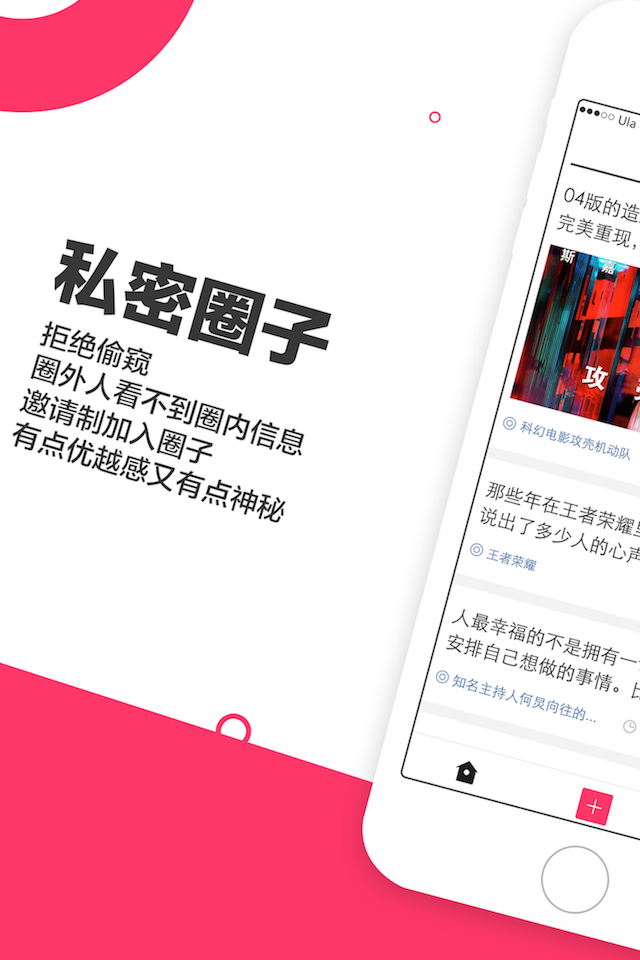 私密圈子
拒绝偷窥
圈外人看不到圈内信息
邀请制加入圈子
有点优越感又有点神秘
Ula
04版的造
完美重现，
斯 嘉
攻
科幻电影攻壳机动队
那些年在王者荣耀里
说出了多少人的心声
王者荣耀
人最幸福的不是拥有一
安排自己想做的事情。比
知名主持人何炅向往的...